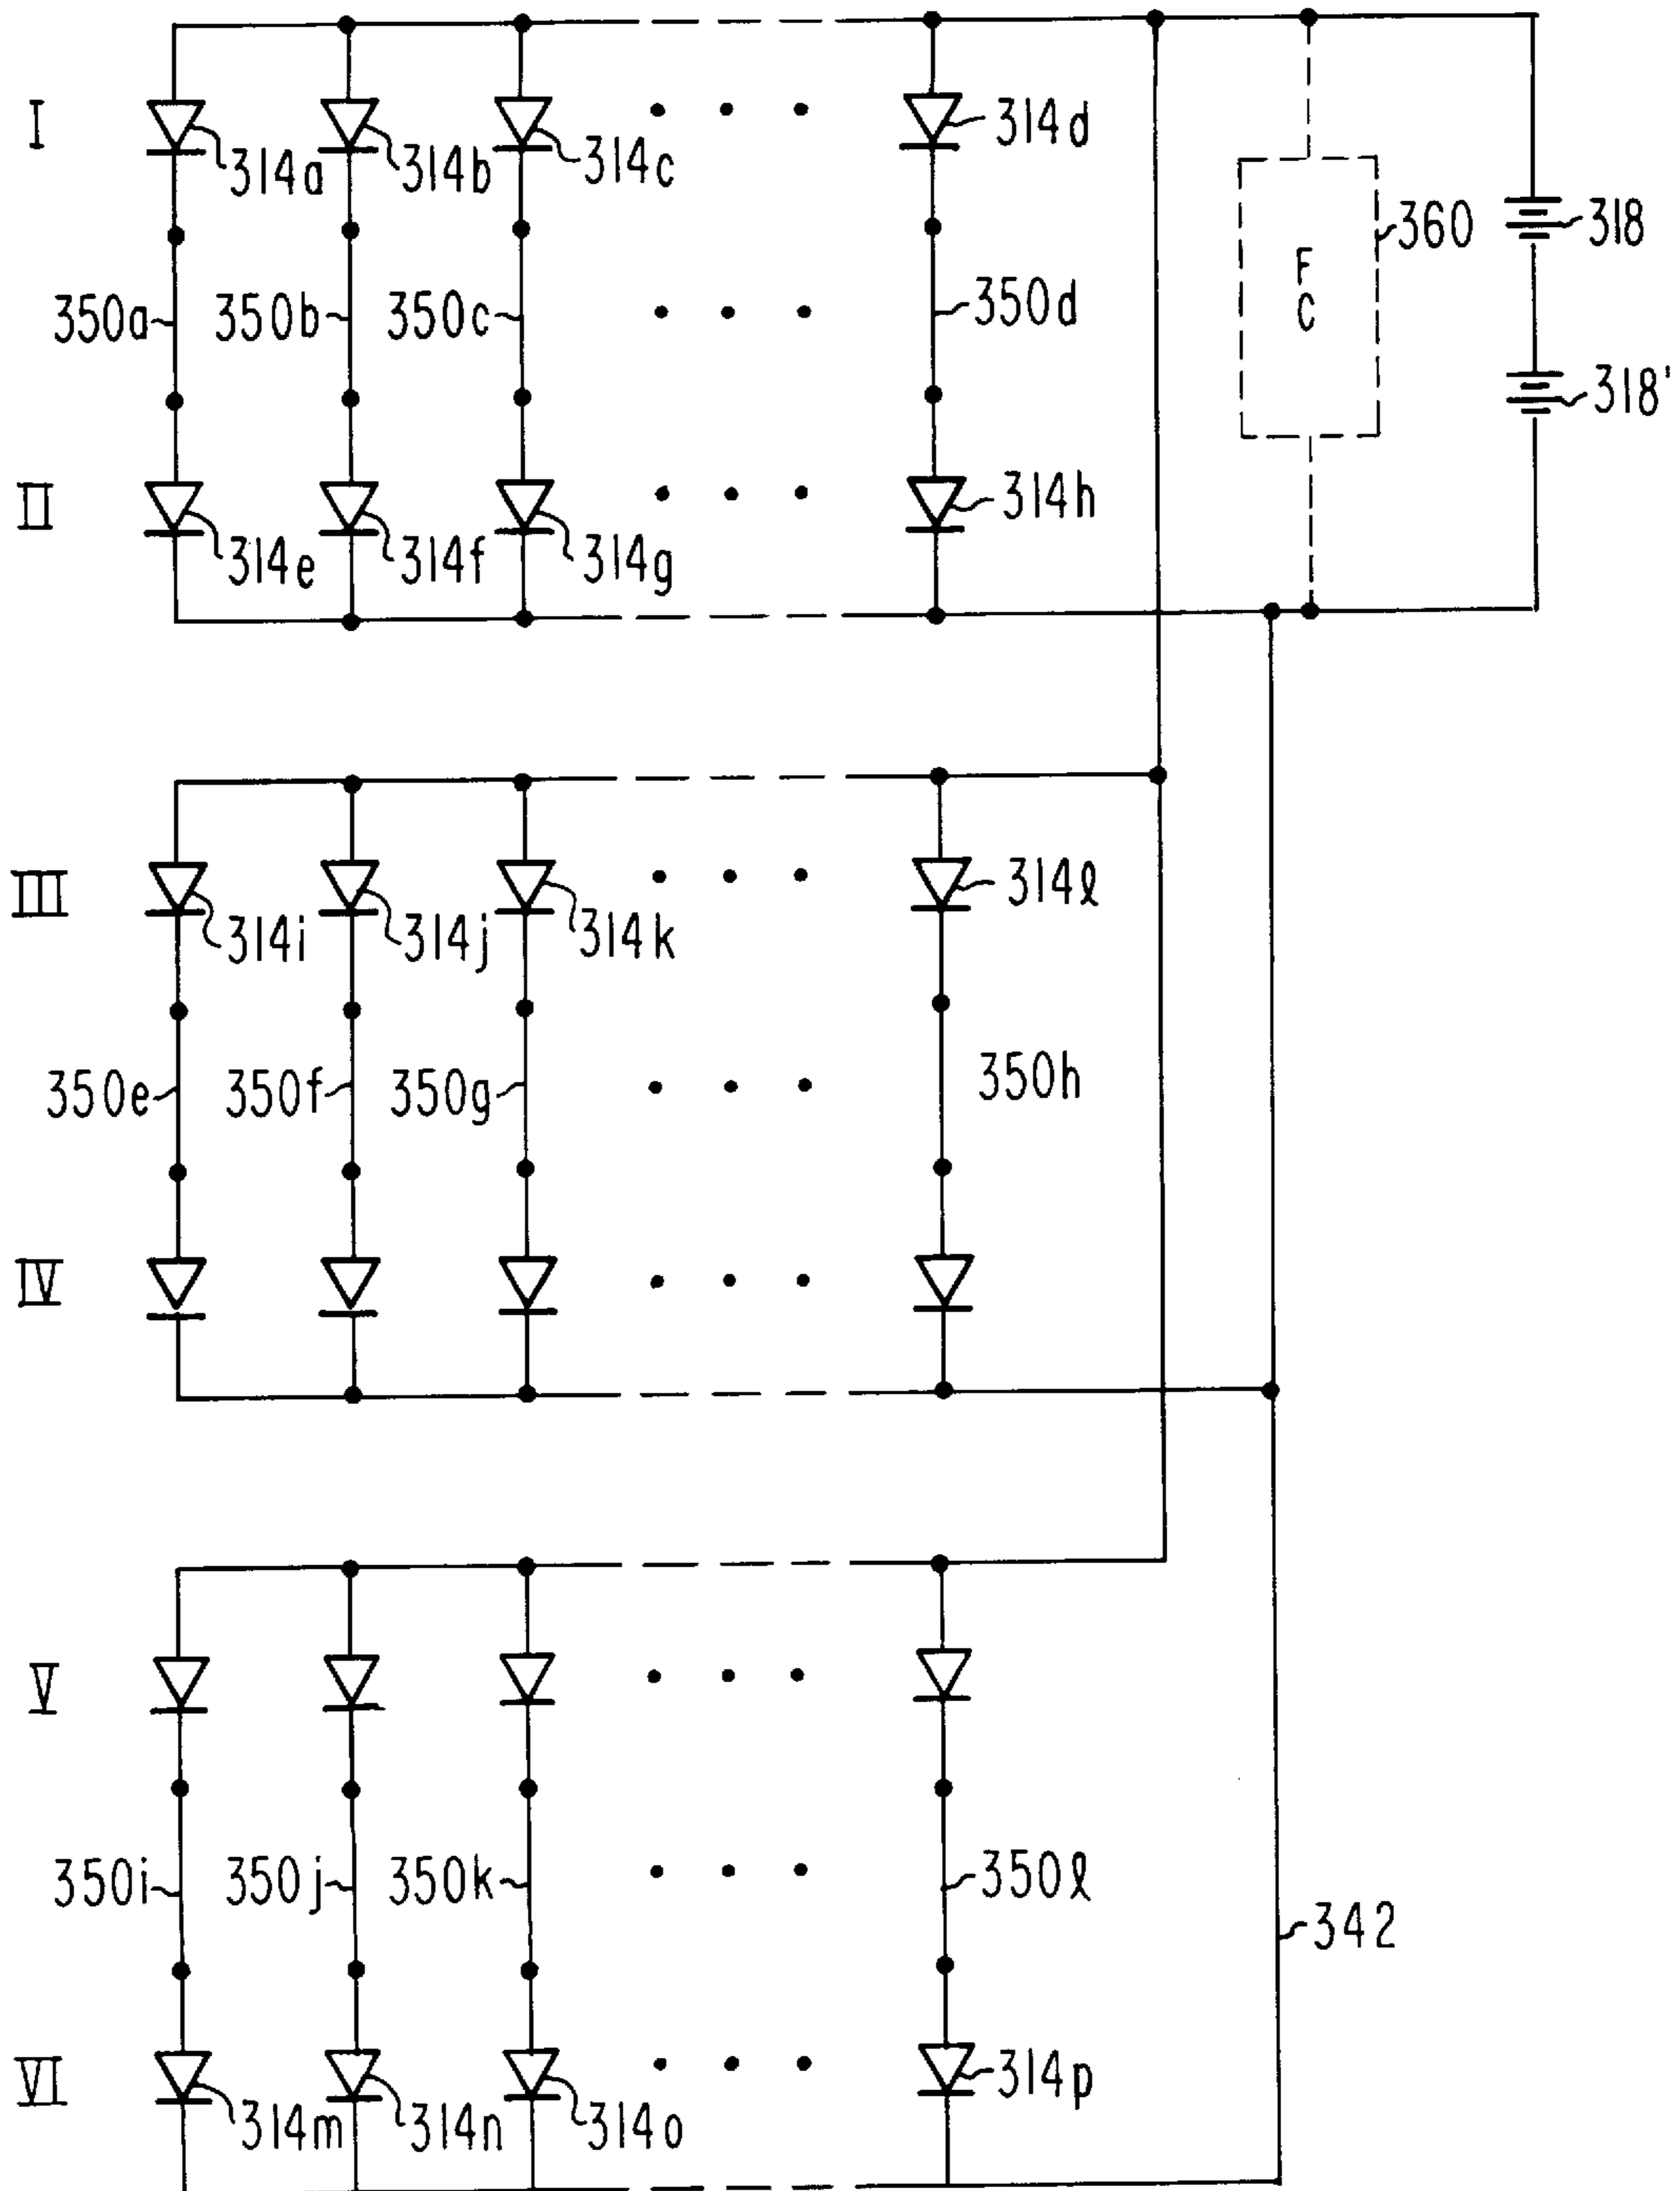 I
314a
314b
314c
314d
350a
350b
350c
350d
F
C
360
318
318'
II
314e
314f
314g
314h
III
314i
314j
314k
314ℓ
350e
350f
350g
350h
IV
V
350i
350j
350k
350ℓ
342
VI
314m
314n
314o
314p